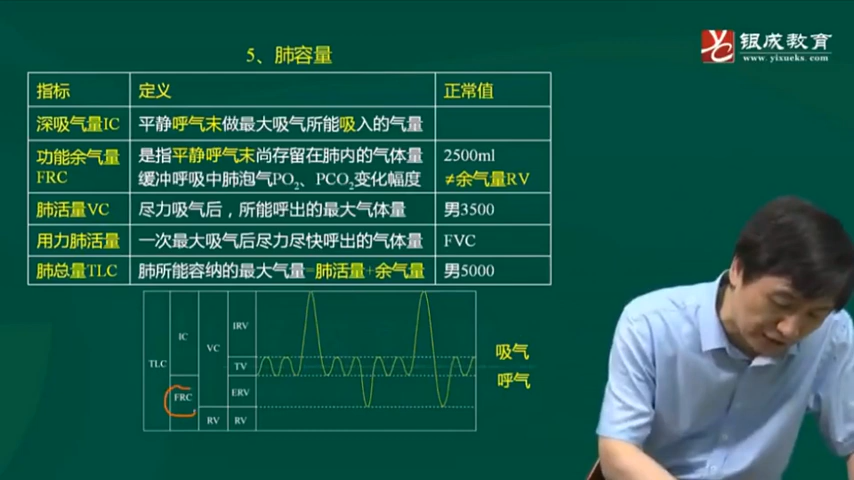 银成教育
www.yixueks.com
5、肺容量
指标 定义 正常值
深吸气量IC 平静呼气末做最大吸气所能吸入的气量
功能余气量FRC 是指平静呼气末尚存留在肺内的气体量 2500ml
缓冲呼吸中肺泡气PO2、PCO2变化幅度 ≠余气量RV
肺活量VC 尽力吸气后，所能呼出的最大气体量 男3500
用力肺活量 一次最大吸气后尽力尽快呼出的气体量 FVC
肺总量TLC 肺所能容纳的最大气量=肺活量+余气量 男5000
IC IRV
VC
TLC TV
吸气
FRC ERV
呼气
RV RV